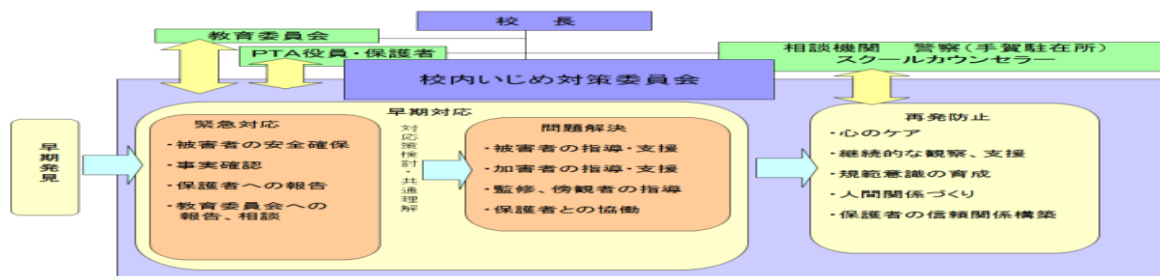 校　長
教育委員会
PTA役員・保護者
相談機関　警察(手賀駐在所)
スクールカウンセラー
校内いじめ対策委員会
早期発見
早期対応
緊急対応
・被害者の安全確保
・事実確認
・保護者への報告
・教育委員会への
報告、相談
対応策検討・共通理解
問題解決
・被害者の指導・支援
・加害者の指導・支援
・監修、傍観者の指導
・保護者との協働
再発防止
・心のケア
・継続的な観察、支援
・規範意識の育成
・人間関係づくり
・保護者の信頼関係構築